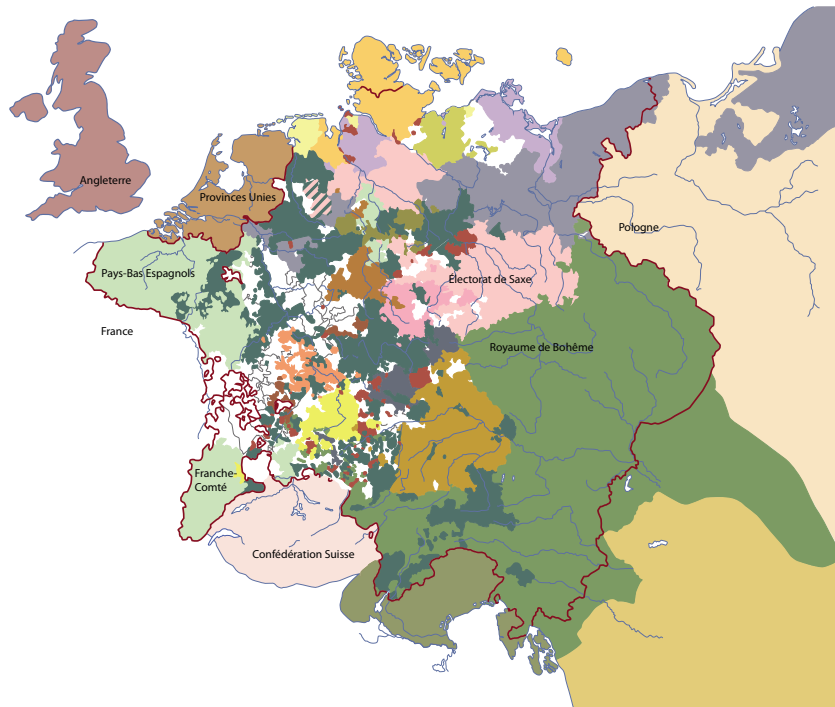 Angleterre
Provinces Unies
Pologne
Pays-Bas Espagnols
Électorat de Saxe
France
Royaume de Bohême
Franche-
Comté
Confédération Suisse